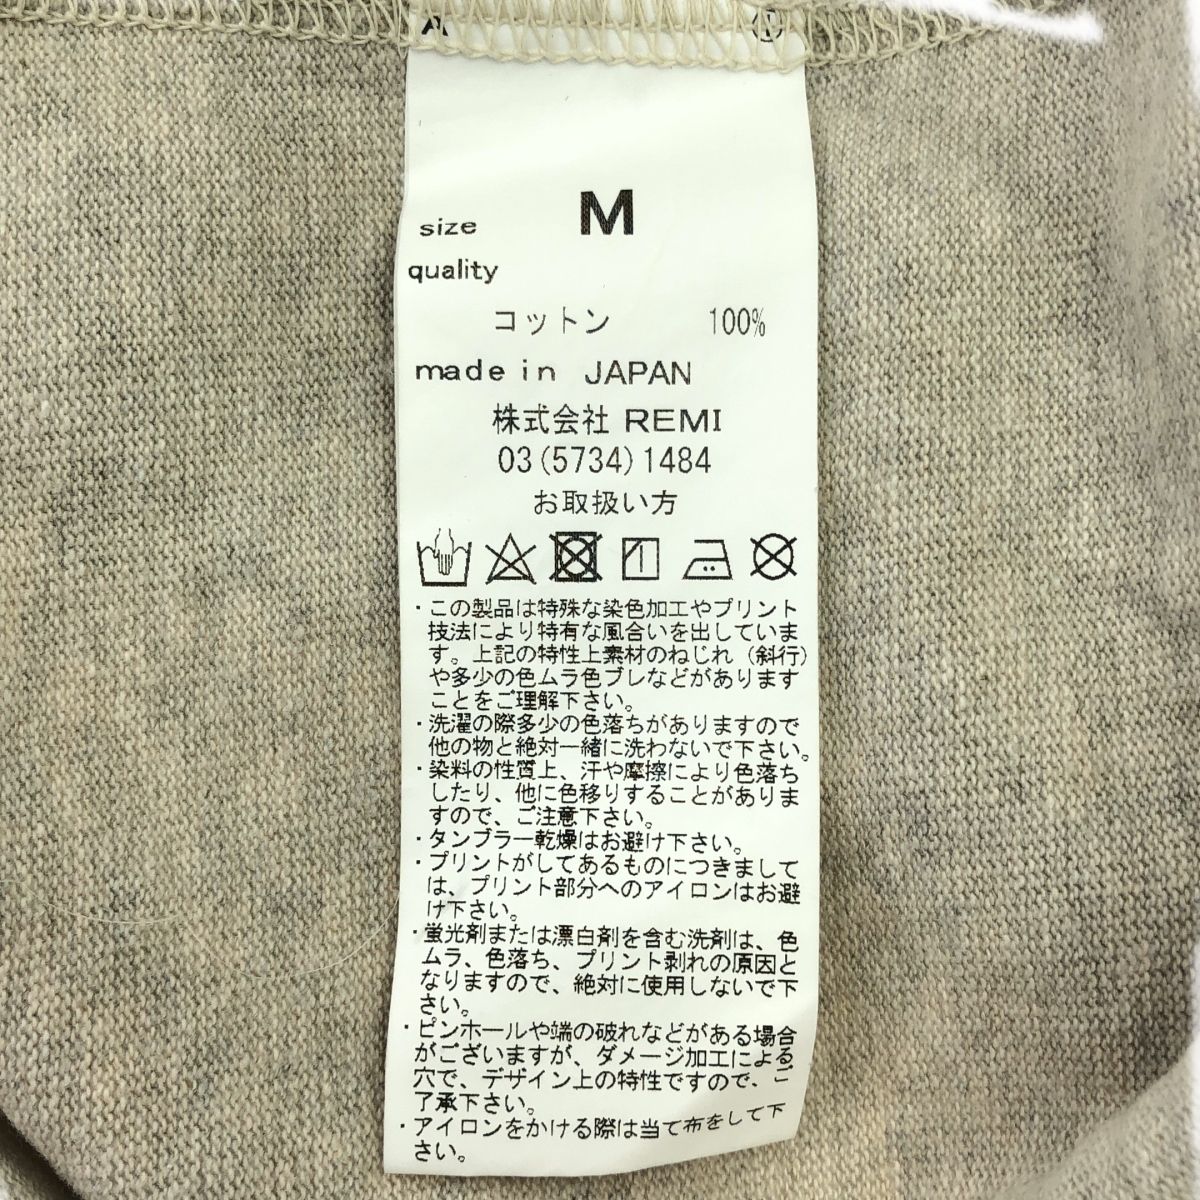 size M
quality
コットン 100%
made in JAPAN
株式会社 REMI
03(5734)1484
お取扱い方
・この製品は特殊な染色加工やプリント
技法により特有な風合いを出していま
す。上記の特性上素材のねじれ（斜行）
や多少の色ムラ色ブレなどがあります
ことをご理解下さい。
・洗濯の際多少の色落ちがありますので
他の物と絶対一緒に洗わないで下さい。
・染料の性質上、汗や摩擦により色落ち
したり、他に色移りすることがありま
すので、ご注意下さい。
・タンブラー乾燥はお避け下さい。
・プリントがしてあるものにつきまして
は、プリント部分へのアイロンはお避
け下さい。
・蛍光剤または漂白剤を含む洗剤は、色
ムラ、色落ち、プリント剥れの原因と
なりますので、絶対に使用しないで下
さい。
・ピンホールや端の破れなどがある場合
がございますが、ダメージ加工による
穴で、デザイン上の特性ですので、ご
了承下さい。
・アイロンをかける際は当て布をして下
さい。